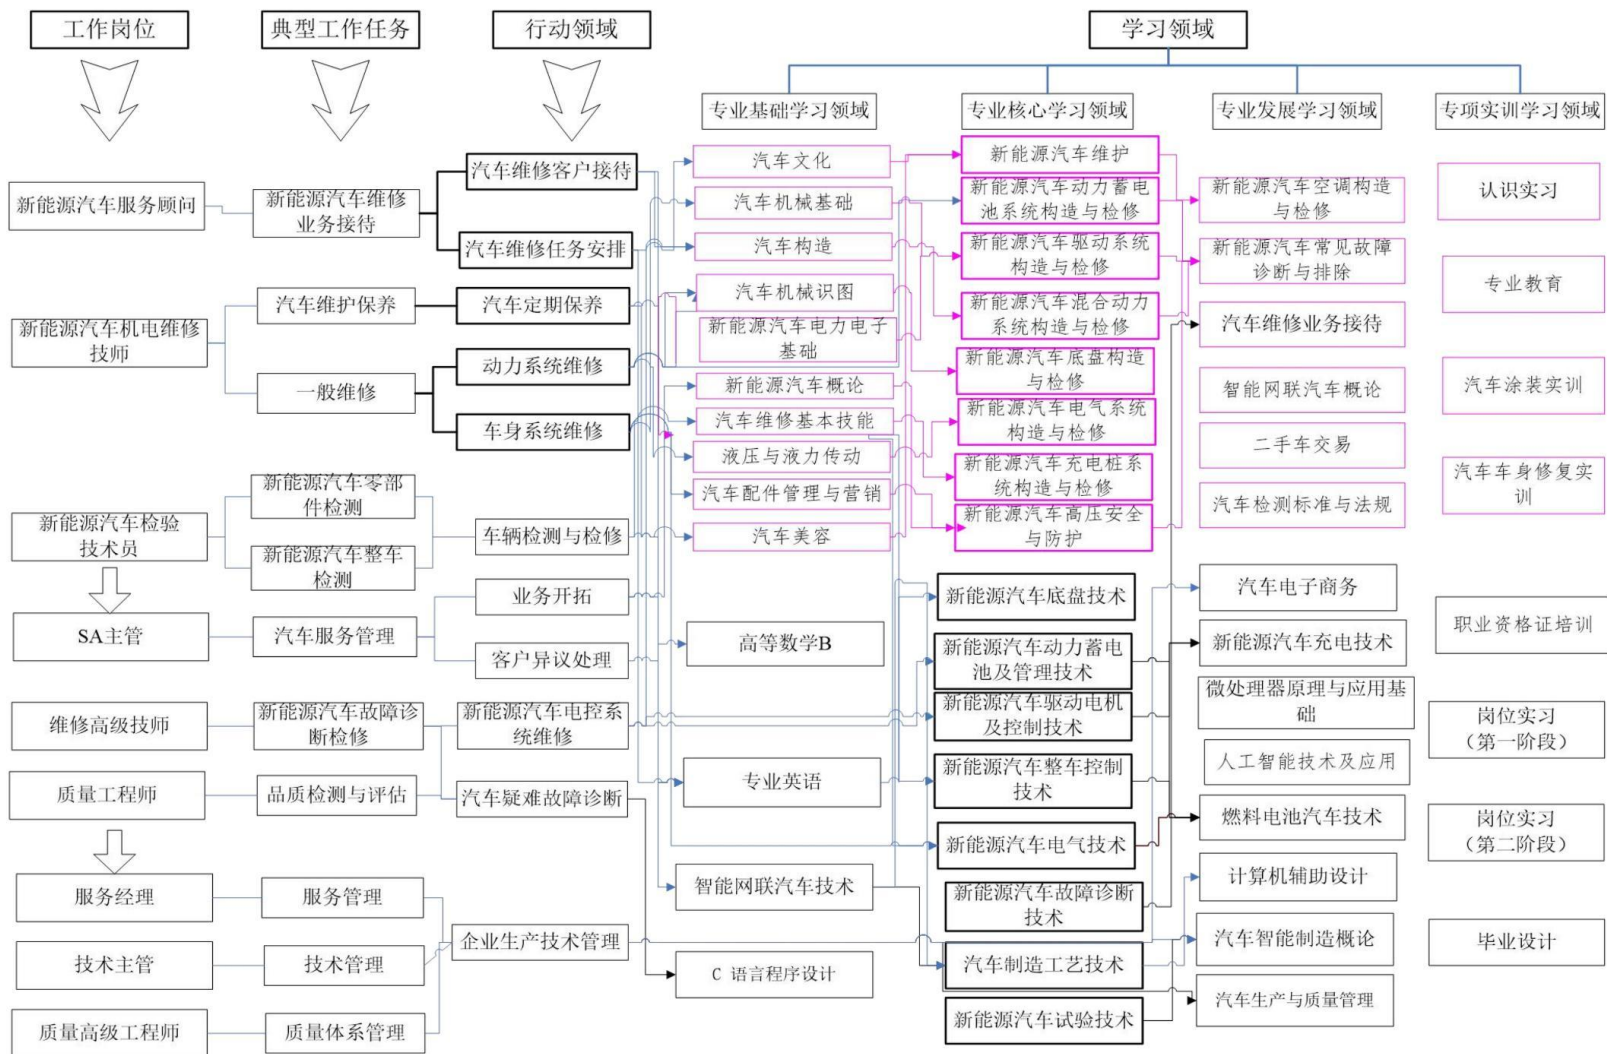 工作岗位
典型工作任务
行动领域
学习领域
专业基础学习领域
专业核心学习领域
专业发展学习领域
专项实训学习领域
新能源汽车服务顾问
新能源汽车机电维修
技师
新能源汽车检验
技术员
SA主管
维修高级技师
质量工程师
服务经理
技术主管
质量高级工程师
新能源汽车维修
业务接待
汽车维护保养
一般维修
新能源汽车零部
件检测
新能源汽车整车
检测
汽车服务管理
新能源汽车故障诊
断检修
品质检测与评估
服务管理
技术管理
质量体系管理
汽车维修客户接待
汽车维修任务安排
汽车定期保养
动力系统维修
车身系统维修
车辆检测与检修
业务开拓
客户异议处理
新能源汽车电控系
统维修
汽车疑难故障诊断
企业生产技术管理
汽车文化
汽车机械基础
汽车构造
汽车机械识图
新能源汽车电力电子
基础
新能源汽车概论
汽车维修基本技能
液压与液力传动
汽车配件管理与营销
汽车美容
高等数学B
专业英语
智能网联汽车技术
C 语言程序设计
新能源汽车维护
新能源汽车动力蓄电
池系统构造与检修
新能源汽车驱动系统
构造与检修
新能源汽车混合动力
系统构造与检修
新能源汽车底盘构造
与检修
新能源汽车电气系统
构造与检修
新能源汽车充电桩系
统构造与检修
新能源汽车高压安全
与防护
新能源汽车底盘技术
新能源汽车动力蓄电
池及管理技术
新能源汽车驱动电机
及控制技术
新能源汽车整车控制
技术
新能源汽车电气技术
新能源汽车故障诊断
技术
汽车制造工艺技术
新能源汽车试验技术
新能源汽车空调构造
与检修
新能源汽车常见故障
诊断与排除
汽车维修业务接待
智能网联汽车概论
二手车交易
汽车检测标准与法规
汽车电子商务
新能源汽车充电技术
微处理器原理与应用基
础
人工智能技术及应用
燃料电池汽车技术
计算机辅助设计
汽车智能制造概论
汽车生产与质量管理
认识实习
专业教育
汽车涂装实训
汽车车身修复实
训
职业资格证培训
岗位实习
（第一阶段）
岗位实习
（第二阶段）
毕业设计